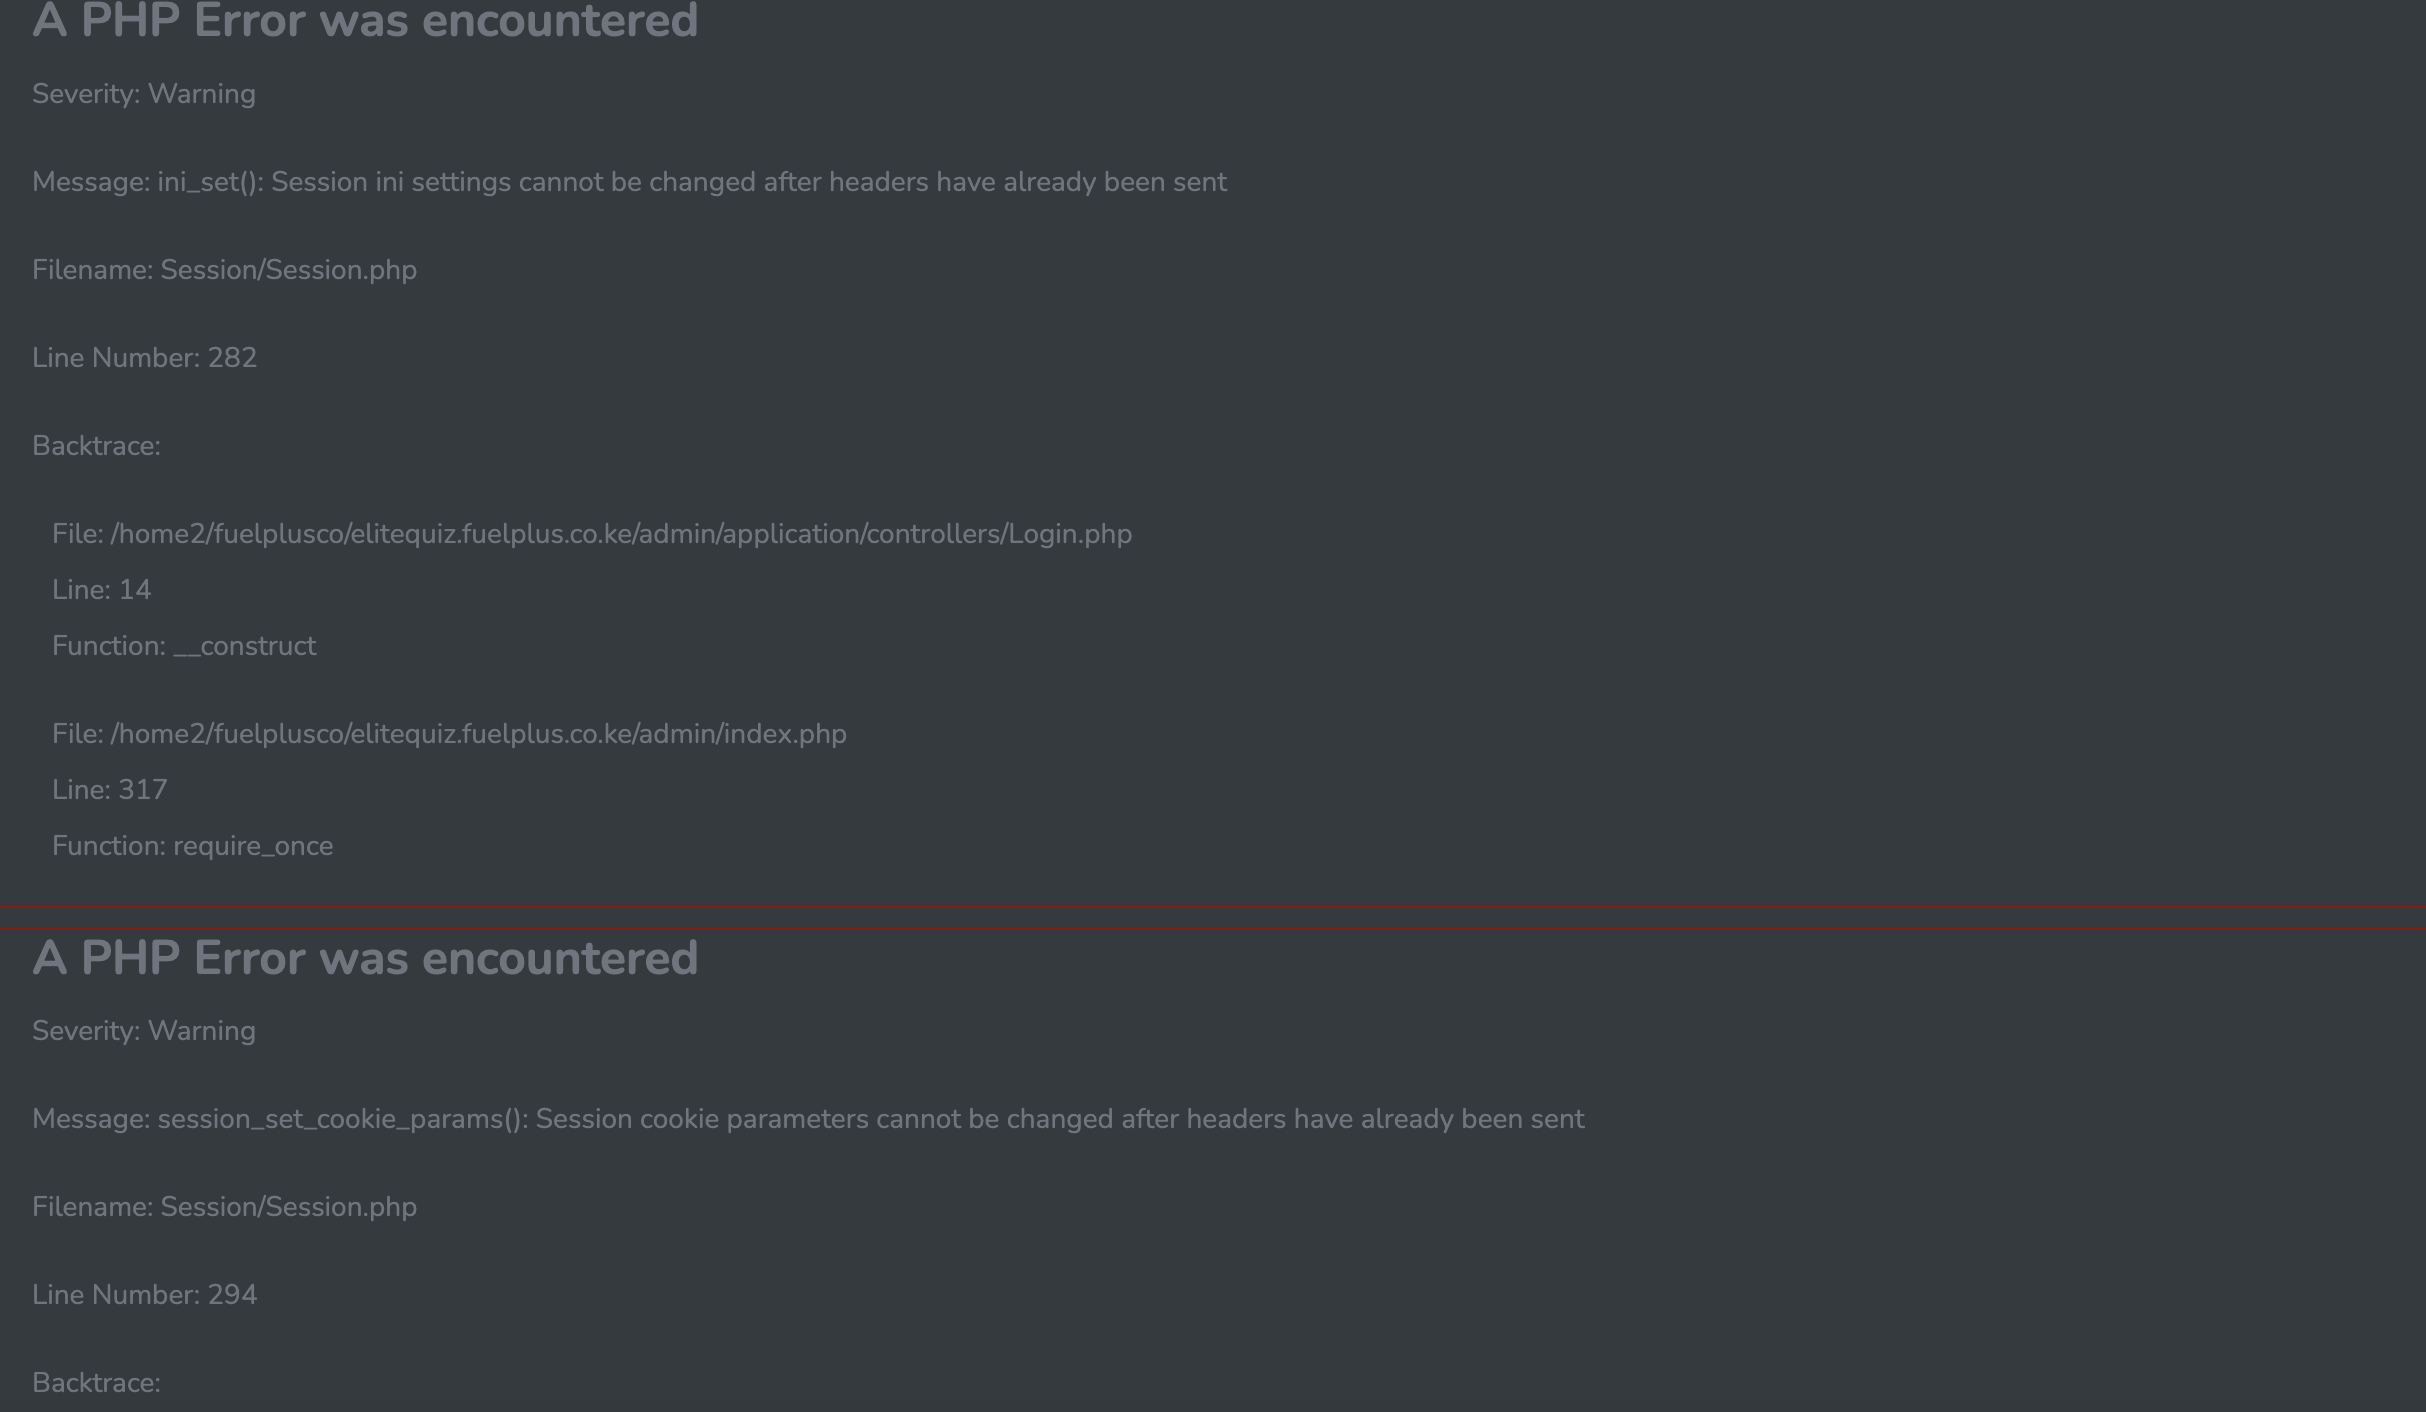 A PHP Error was encountered
Severity: Warning
Message: ini_set(): Session ini settings cannot be changed after headers have already been sent
Filename: Session/Session.php
Line Number: 282
Backtrace:
File: /home2/fuelplusco/elitequiz.fuelplus.co.ke/admin/application/controllers/Login.php
Line: 14
Function: __construct
File: /home2/fuelplusco/elitequiz.fuelplus.co.ke/admin/index.php
Line: 317
Function: require_once
A PHP Error was encountered
Severity: Warning
Message: session_set_cookie_params(): Session cookie parameters cannot be changed after headers have already been sent
Filename: Session/Session.php
Line Number: 294
Backtrace: